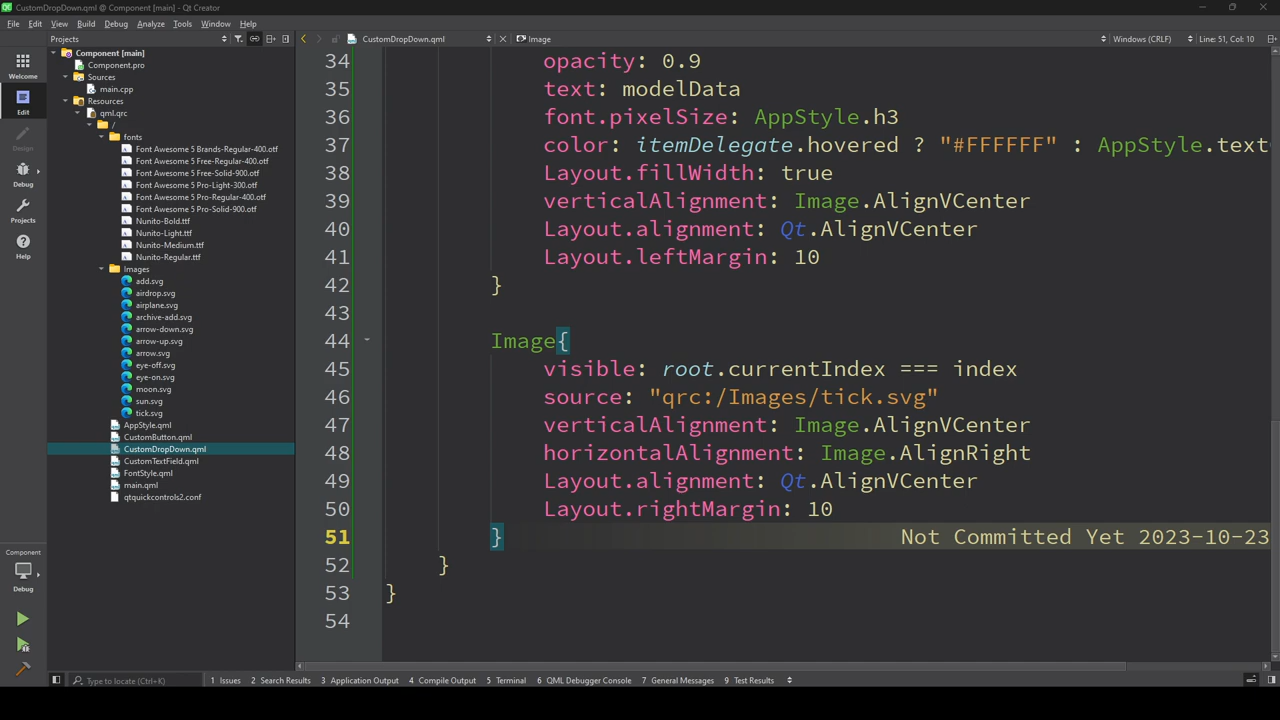 CustomDropDown.qml @ Component [main] - Qt Creator
File Edit View Build Debug Analyze Tools Window Help
Projects
CustomDropDown.qml
Image
Windows (CRLF)
Line: 51, Col: 10
Welcome
Edit
Design
Debug
Projects
Help
Component
Debug
Component [main]
Component.pro
Sources
main.cpp
Resources
qml.qrc
/
fonts
Font Awesome 5 Brands-Regular-400.otf
Font Awesome 5 Free-Regular-400.otf
Font Awesome 5 Free-Solid-900.otf
Font Awesome 5 Pro-Light-300.otf
Font Awesome 5 Pro-Regular-400.otf
Font Awesome 5 Pro-Solid-900.otf
Nunito-Bold.ttf
Nunito-Light.ttf
Nunito-Medium.ttf
Nunito-Regular.ttf
Images
add.svg
airdrop.svg
airplane.svg
archive-add.svg
arrow-down.svg
arrow-up.svg
arrow.svg
eye-off.svg
eye-on.svg
moon.svg
sun.svg
tick.svg
AppStyle.qml
CustomButton.qml
CustomDropDown.qml
CustomTextField.qml
FontStyle.qml
main.qml
qtquickcontrols2.conf
34 opacity: 0.9
35 text: modelData
36 font.pixelSize: AppStyle.h3
37 color: itemDelegate.hovered ? "#FFFFFF" : AppStyle.text
38 Layout.fillWidth: true
39 verticalAlignment: Image.AlignVCenter
40 Layout.alignment: Qt.AlignVCenter
41 Layout.leftMargin: 10
42 }
43
44 Image{
45 visible: root.currentIndex === index
46 source: "qrc:/Images/tick.svg"
47 verticalAlignment: Image.AlignVCenter
48 horizontalAlignment: Image.AlignRight
49 Layout.alignment: Qt.AlignVCenter
50 Layout.rightMargin: 10
51 } Not Committed Yet 2023-10-23
52 }
53 }
54
Type to locate (Ctrl+K)
1 Issues 2 Search Results 3 Application Output 4 Compile Output 5 Terminal 6 QML Debugger Console 7 General Messages 9 Test Results